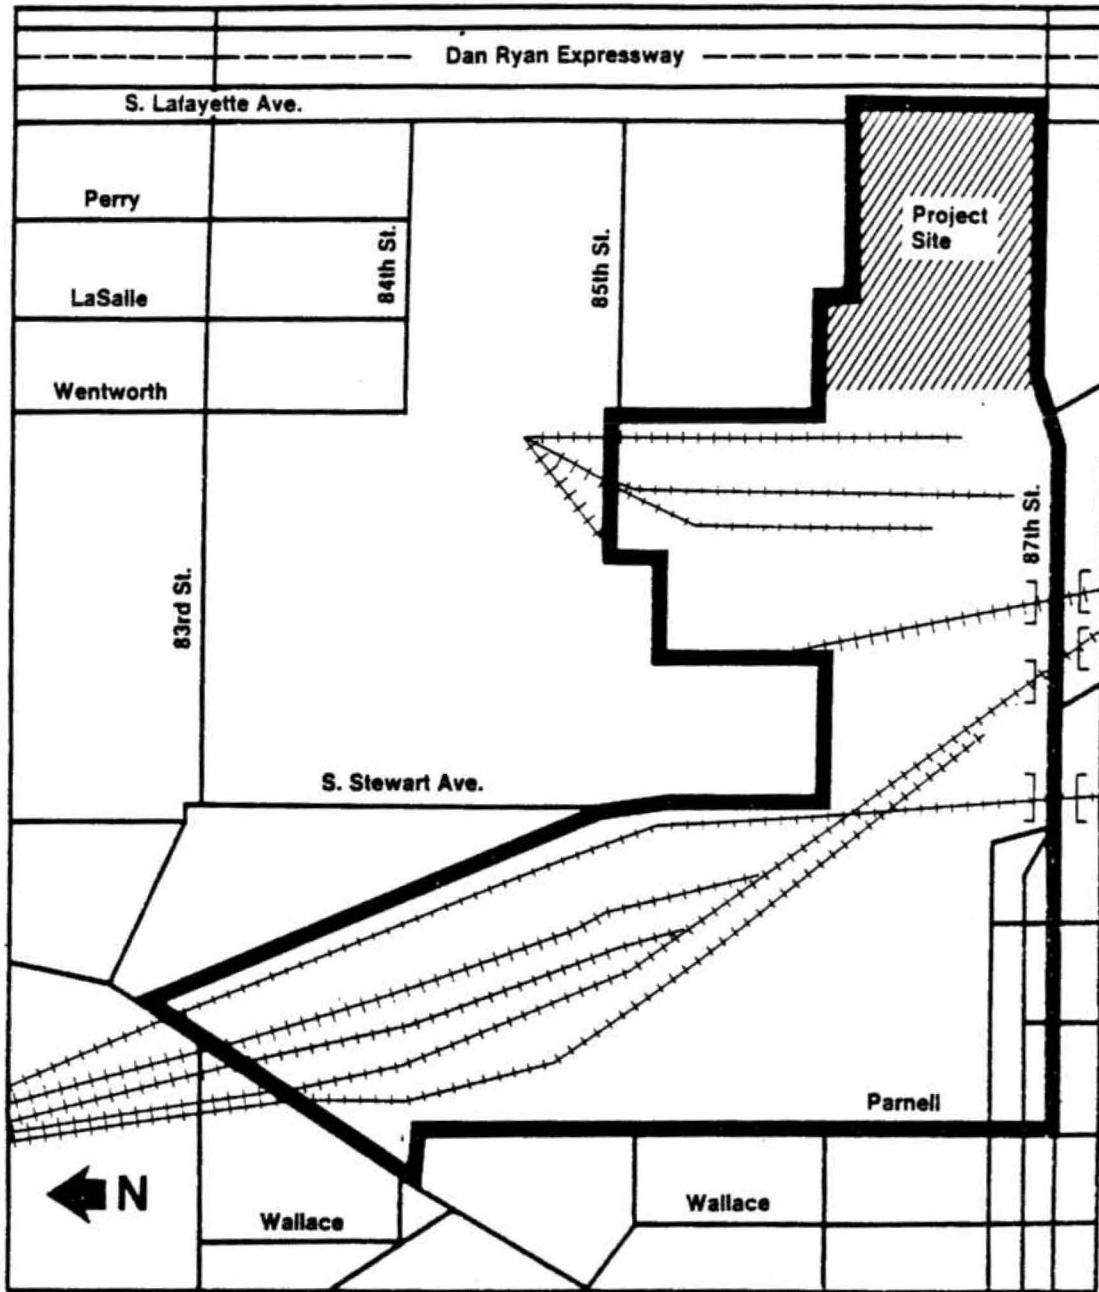 Dan Ryan Expressway
S. Lafayette Ave.
Perry
Project
Site
84th St.
85th St.
LaSalle
Wentworth
87th St.
83rd St.
S. Stewart Ave.
Parnell
N
Wallace
Wallace